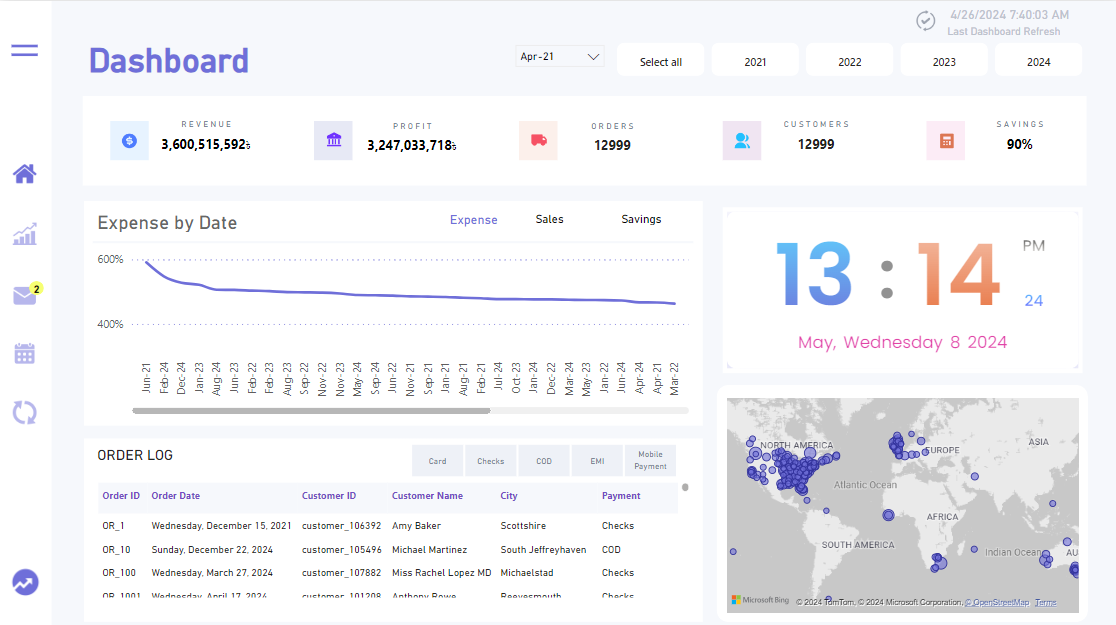 4/26/2024 7:40:03 AM
Last Dashboard Refresh
Dashboard
Apr-21
Select all
2021
2022
2023
2024
REVENUE
3,600,515,592৳
PROFIT
3,247,033,718৳
ORDERS
12999
CUSTOMERS
12999
SAVINGS
90%
2
Expense by Date
Expense
Sales
Savings
600%
400%
Jun-21
Feb-24
Dec-24
Jan-23
Aug-24
Jun-23
Feb-22
Feb-23
Aug-23
Sep-22
Nov-22
Nov-23
May-24
Sep-24
Jun-22
Nov-21
Sep-21
Jan-21
Aug-21
Feb-21
Jul-24
Oct-23
Jan-24
Dec-22
Mar-24
May-23
Jan-22
Jun-24
Apr-24
Apr-21
Mar-22
13 : 14
PM
24
May, Wednesday 8 2024
ORDER LOG
Card
Checks
COD
EMI
Mobile
Payment
Order ID Order Date Customer ID Customer Name City Payment
OR_1 Wednesday, December 15, 2021 customer_106392 Amy Baker Scottshire Checks
OR_10 Sunday, December 22, 2024 customer_105496 Michael Martinez South Jeffreyhaven COD
OR_100 Wednesday, March 27, 2024 customer_107882 Miss Rachel Lopez MD Michaelstad Checks
OR_1001 Wednesday, April 17, 2024 customer_101208 Anthony Rowe Reevesmouth Checks
NORTH AMERICA
EUROPE
ASIA
Atlantic Ocean
AFRICA
SOUTH AMERICA
Indian Ocean
AU
Microsoft Bing
© 2024 TomTom, © 2024 Microsoft Corporation, © OpenStreetMap Terms